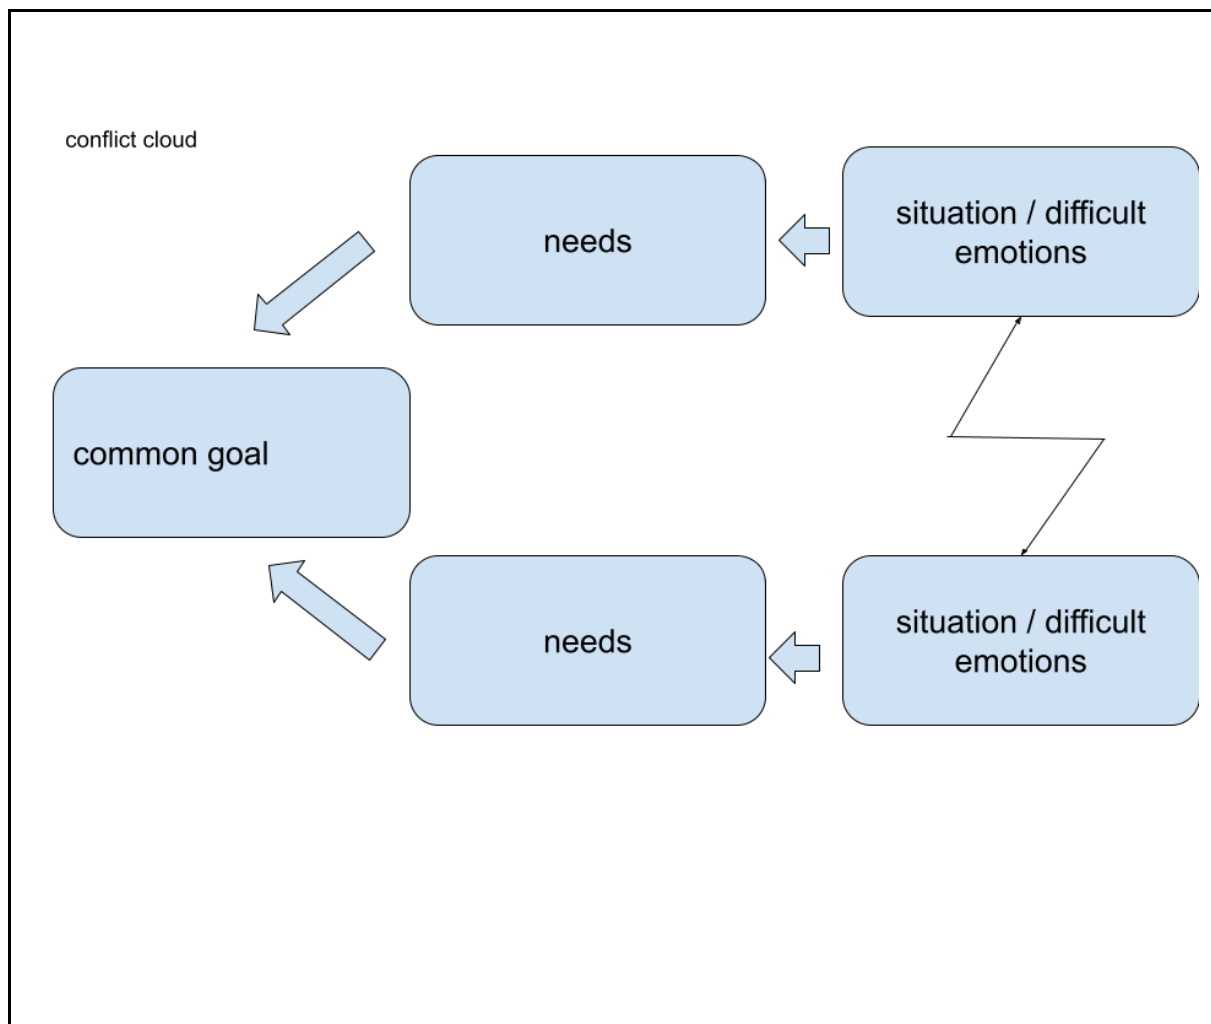 conflict cloud
needs
situation / difficult
emotions
common goal
needs
situation / difficult
emotions